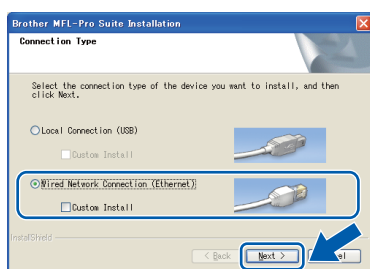 Brother MFL-Pro Suite Installation
Connection Type
Select the connection type of the device you want to install, and then
click Next.
Local Connection (USB)
Custom Install
Wired Network Connection (Ethernet)
Custom Install
InstallShield
< Back Next > el